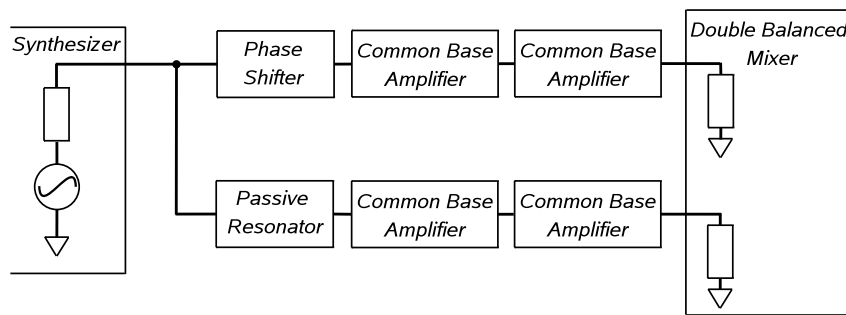 Synthesizer
Phase
Shifter
Common Base
Amplifier
Common Base
Amplifier
Double Balanced
Mixer
Passive
Resonator
Common Base
Amplifier
Common Base
Amplifier